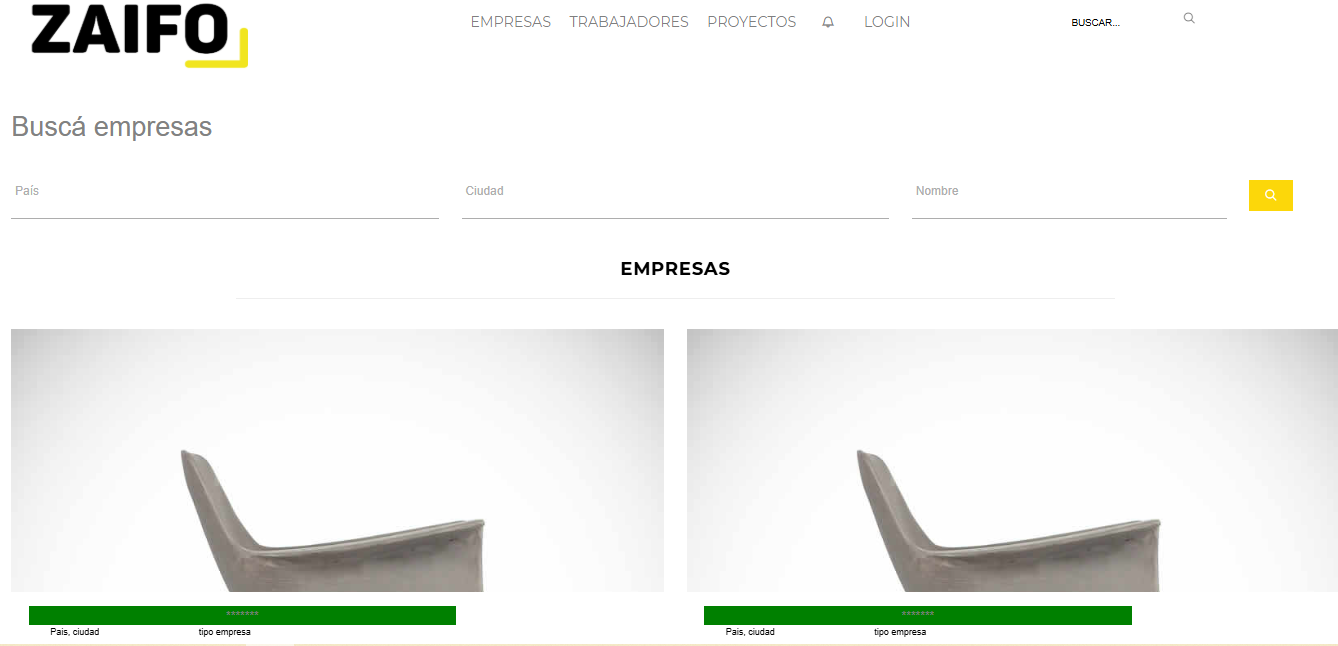 ZAIFO
EMPRESAS TRABAJADORES PROYECTOS LOGIN BUSCAR...
Buscá empresas
País Ciudad Nombre
EMPRESAS
*******
*******
Pais, ciudad tipo empresa
Pais, ciudad tipo empresa